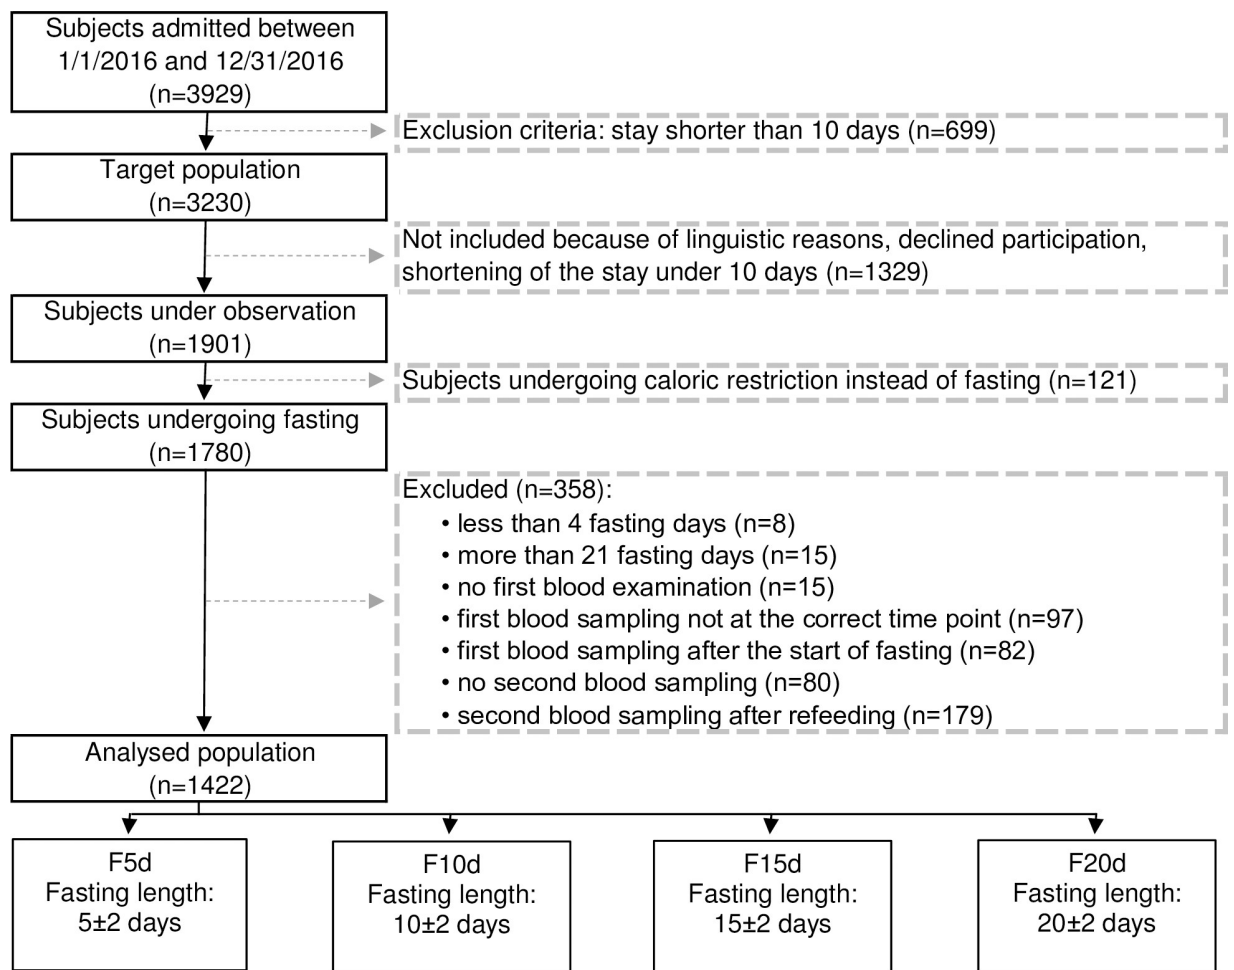 Subjects admitted between
1/1/2016 and 12/31/2016
(n=3929)
Exclusion criteria: stay shorter than 10 days (n=699)
Target population
(n=3230)
Not included because of linguistic reasons, declined participation,
shortening of the stay under 10 days (n=1329)
Subjects under observation
(n=1901)
Subjects undergoing caloric restriction instead of fasting (n=121)
Subjects undergoing fasting
(n=1780)
Excluded (n=358):
• less than 4 fasting days (n=8)
• more than 21 fasting days (n=15)
• no first blood examination (n=15)
• first blood sampling not at the correct time point (n=97)
• first blood sampling after the start of fasting (n=82)
• no second blood sampling (n=80)
• second blood sampling after refeeding (n=179)
Analysed population
(n=1422)
F5d
Fasting length:
5±2 days
F10d
Fasting length:
10±2 days
F15d
Fasting length:
15±2 days
F20d
Fasting length:
20±2 days